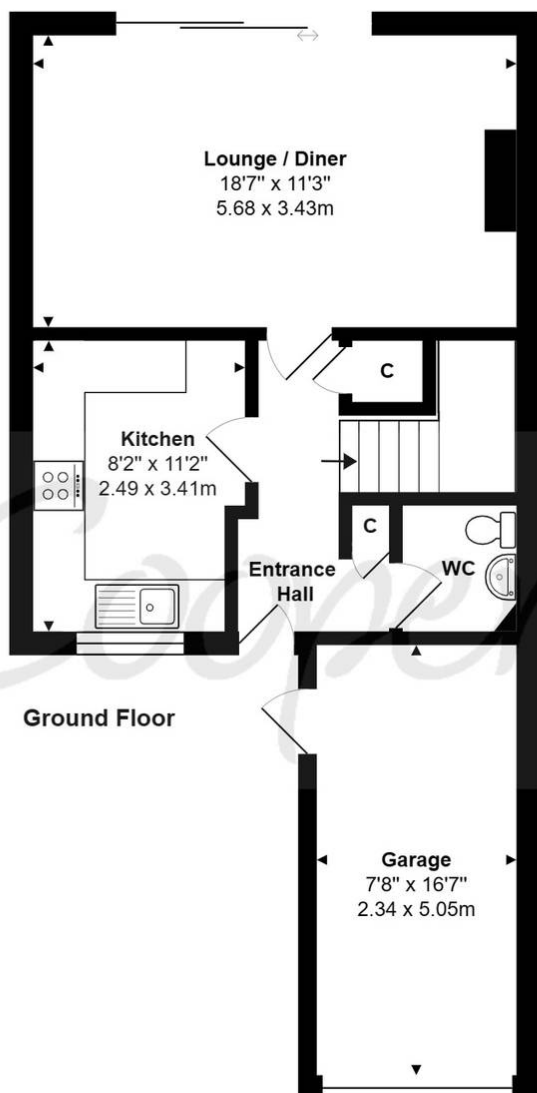 Lounge / Diner
18'7" x 11'3"
5.68 x 3.43m
C
Kitchen
8'2" x 11'2"
2.49 x 3.41m
C
Entrance
Hall
WC
Cooper
Ground Floor
Garage
7'8" x 16'7"
2.34 x 5.05m